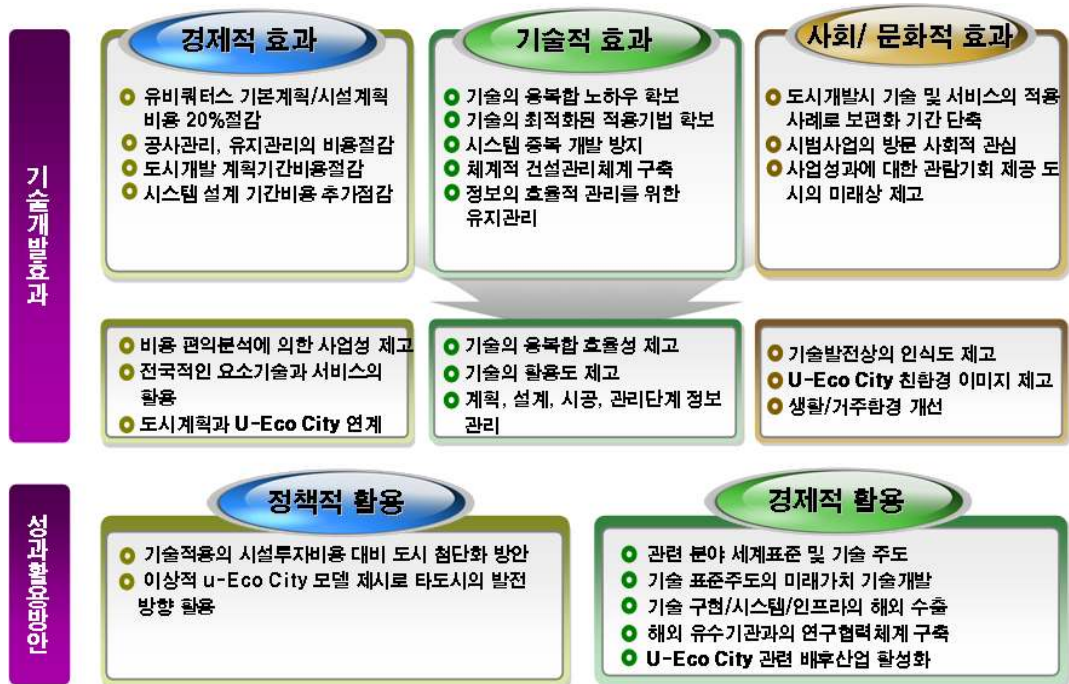 기술개발효과
경제적 효과
유비쿼터스 기본계획/시설계획
비용 20%절감
공사관리, 유지관리의 비용절감
도시개발 계획기간비용절감
시스템 설계 기간비용 추가점감
기술적 효과
기술의 융복합 노하우 확보
기술의 최적화된 적용기법 확보
시스템 중복 개발 방지
체계적 건설관리체계 구축
정보의 효율적 관리를 위한
유지관리
사회/ 문화적 효과
도시개발시 기술 및 서비스의 적용
사례로 보편화 기간 단축
시범사업의 방문 사회적 관심
사업성과에 대한 관람기회 제공 도
시의 미래상 제고
비용 편익분석에 의한 사업성 제고
전국적인 요소기술과 서비스의
활용
도시계획과 U-Eco City 연계
기술의 융복합 효율성 제고
기술의 활용도 제고
계획, 설계, 시공, 관리단계 정보
관리
기술발전상의 인식도 제고
U-Eco City 친환경 이미지 제고
생활/거주환경 개선
성과활용방안
정책적 활용
기술적용의 시설투자비용 대비 도시 첨단화 방안
이상적 u-Eco City 모델 제시로 타도시의 발전
방향 활용
경제적 활용
관련 분야 세계표준 및 기술 주도
기술 표준주도의 미래가치 기술개발
기술 구현/시스템/인프라의 해외 수출
해외 유수기관과의 연구협력체계 구축
U-Eco City 관련 배후산업 활성화